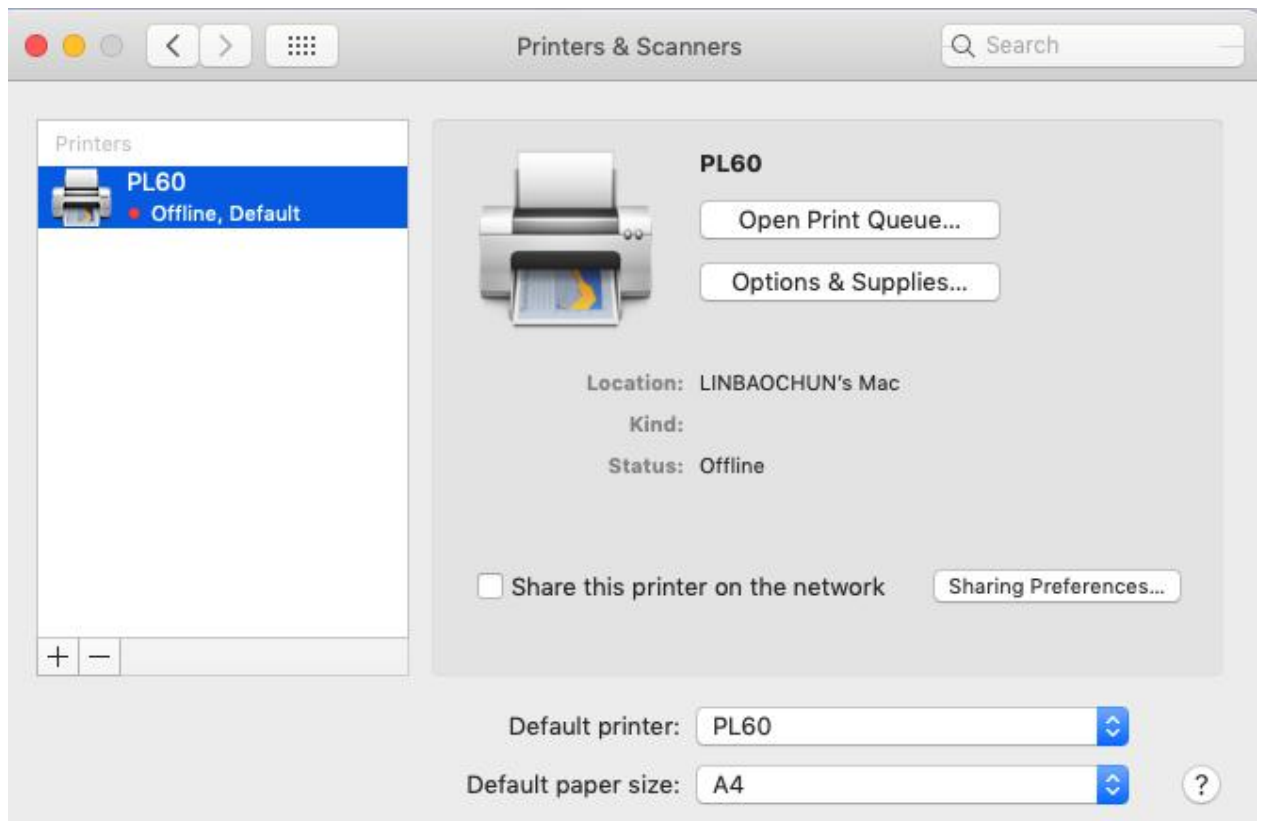 Printers & Scanners
Search
Printers
PL60
Offline, Default
PL60
Open Print Queue...
Options & Supplies...
Location: LINBAOCHUN's Mac
Kind:
Status: Offline
Share this printer on the network
Sharing Preferences...
Default printer: PL60
Default paper size: A4
?